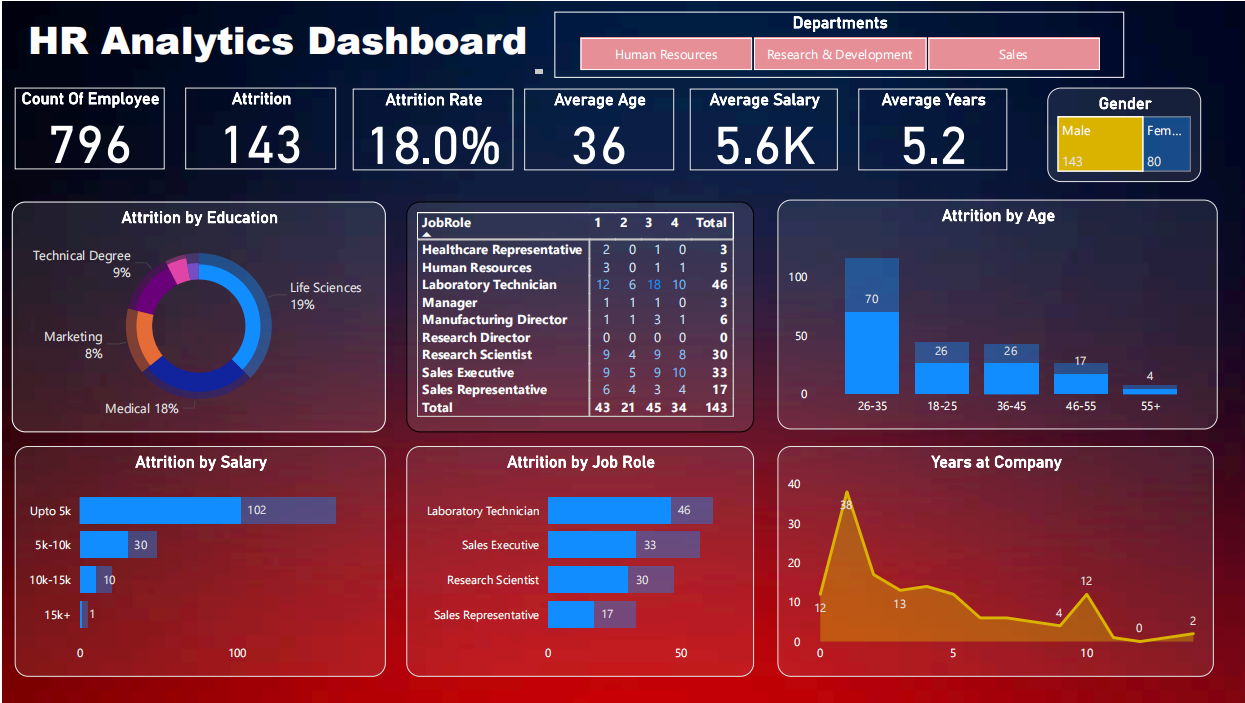 HR Analytics Dashboard
Departments
Human Resources Research & Development Sales
Count Of Employee
796
Attrition
143
Attrition Rate
18.0%
Average Age
36
Average Salary
5.6K
Average Years
5.2
Gender
Male Fem...
143 80
Attrition by Education
Technical Degree
9%
Life Sciences
19%
Marketing
8%
Medical 18%
JobRole 1 2 3 4 Total
Healthcare Representative 2 0 1 0 3
Human Resources 3 0 1 1 5
Laboratory Technician 12 6 18 10 46
Manager 1 1 1 0 3
Manufacturing Director 1 1 3 1 6
Research Director 0 0 0 0 0
Research Scientist 9 4 9 8 30
Sales Executive 9 5 9 10 33
Sales Representative 6 4 3 4 17
Total 43 21 45 34 143
Attrition by Age
100
50
0
70 26 26 17 4
26-35 18-25 36-45 46-55 55+
Attrition by Salary
Upto 5k 102
5k-10k 30
10k-15k 10
15k+ 1
0 100
Attrition by Job Role
Laboratory Technician 46
Sales Executive 33
Research Scientist 30
Sales Representative 17
0 50
Years at Company
40
30
20
10
0
12 38 13 4 12 0 2
0 5 10